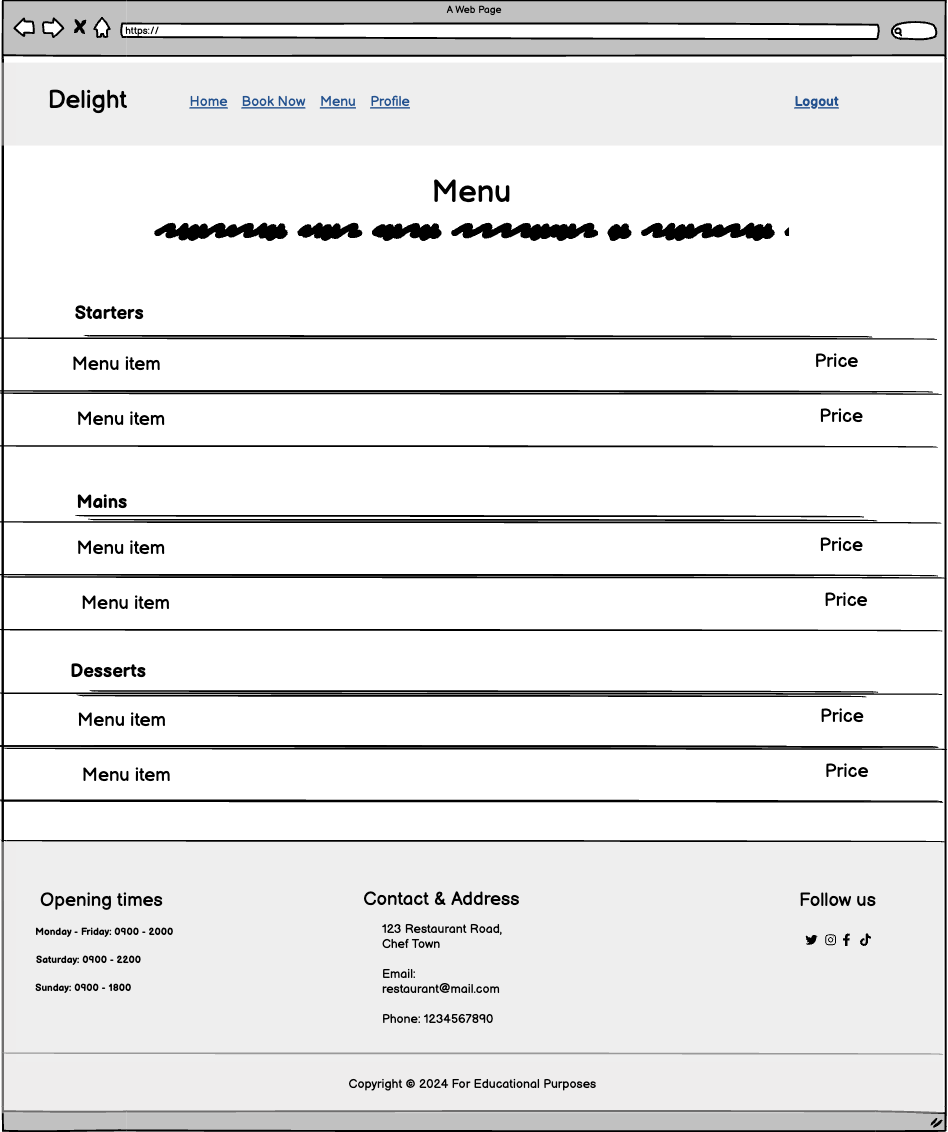 A Web Page
https://
Delight Home Book Now Menu Profile Logout
Menu
Starters
Menu item Price
Menu item Price
Mains
Menu item Price
Menu item Price
Desserts
Menu item Price
Menu item Price
Opening times
Monday - Friday: 0900 - 2000
Saturday: 0900 - 2200
Sunday: 0900 - 1800
Contact & Address
123 Restaurant Road,
Chef Town
Email:
restaurant@mail.com
Phone: 1234567890
Follow us
Copyright © 2024 For Educational Purposes